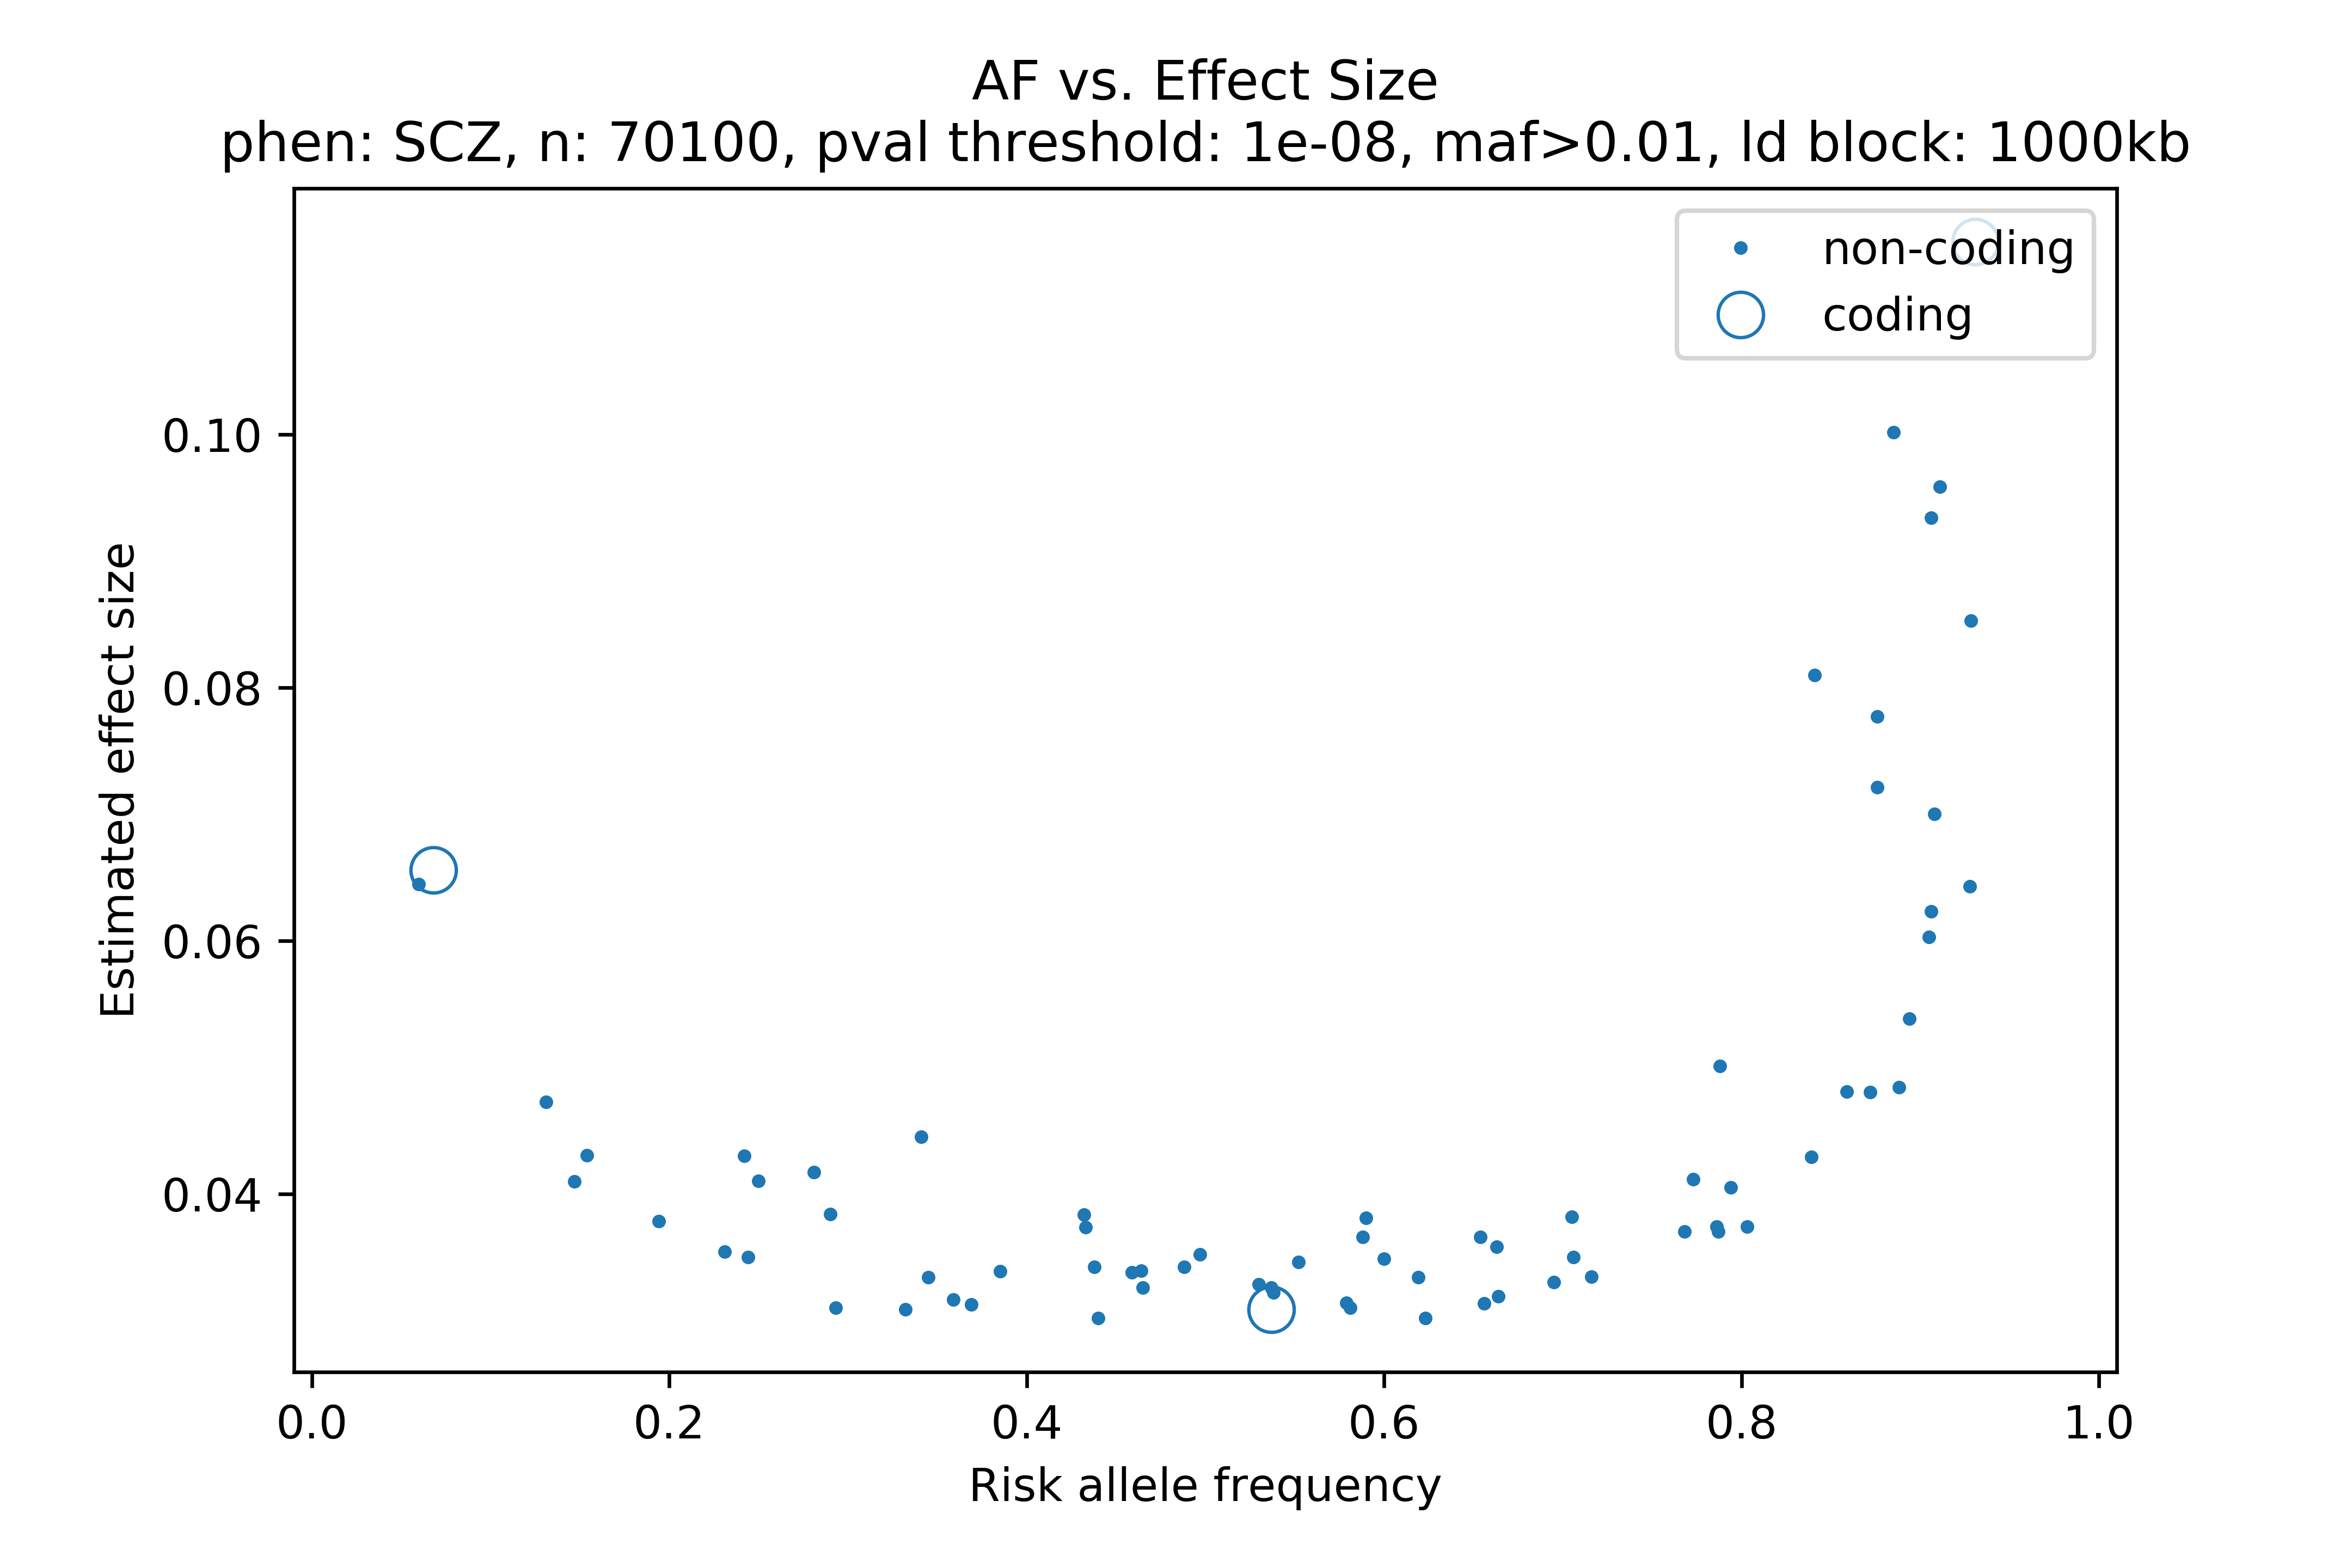 AF vs. Effect Size
phen: SCZ, n: 70100, pval threshold: 1e-08, maf>0.01, ld block: 1000kb
non-coding
coding
0.10
0.08
0.06
0.04
Estimated effect size
0.0 0.2 0.4 0.6 0.8 1.0
Risk allele frequency